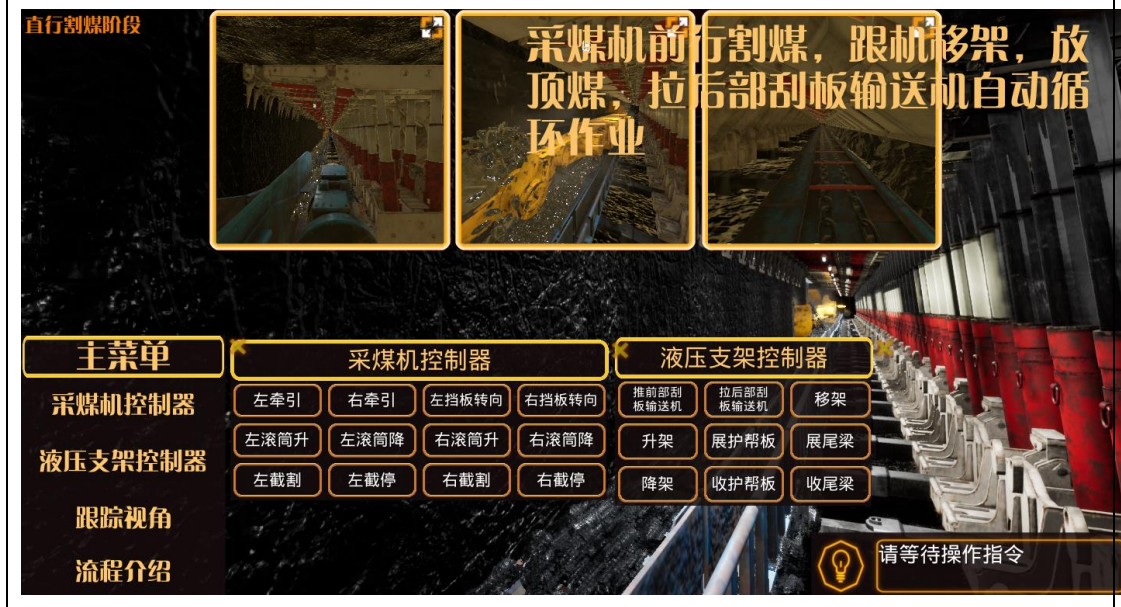 直行割煤阶段
采煤机前行割煤，跟机移架，放
顶煤，拉后部刮板输送机自动循
环作业
主菜单
采煤机控制器
液压支架控制器
跟踪视角
流程介绍
采煤机控制器
左牵引
右牵引
左挡板转向
右挡板转向
左滚筒升
左滚筒降
右滚筒升
右滚筒降
左截割
左截停
右截割
右截停
液压支架控制器
推前部刮
板输送机
拉后部刮
板输送机
移架
升架
展护帮板
展尾梁
降架
收护帮板
收尾梁
请等待操作指令